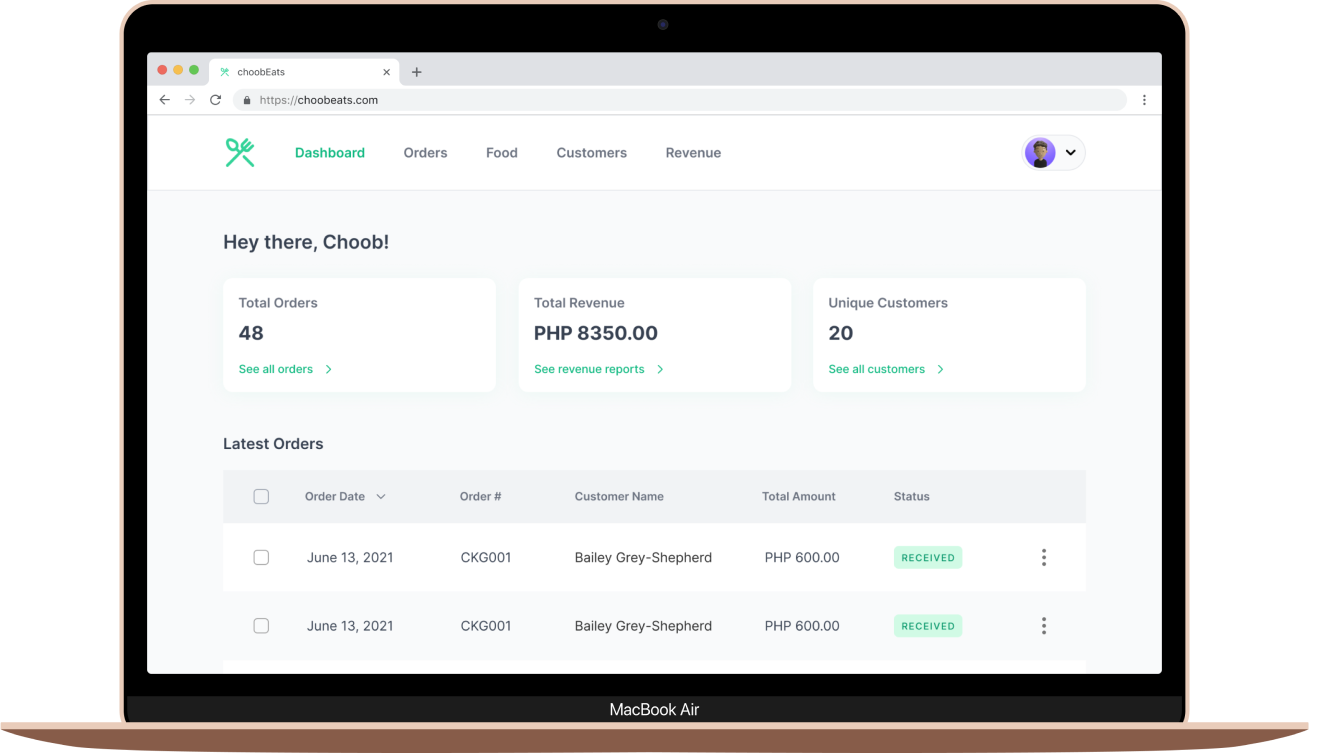 choobEats
https://choobeats.com
Dashboard Orders Food Customers Revenue
Hey there, Choob!
Total Orders Total Revenue Unique Customers
48 PHP 8350.00 20
See all orders See revenue reports See all customers
Latest Orders
Order Date Order # Customer Name Total Amount Status
June 13, 2021 CKG001 Bailey Grey-Shepherd PHP 600.00 RECEIVED
June 13, 2021 CKG001 Bailey Grey-Shepherd PHP 600.00 RECEIVED
MacBook Air